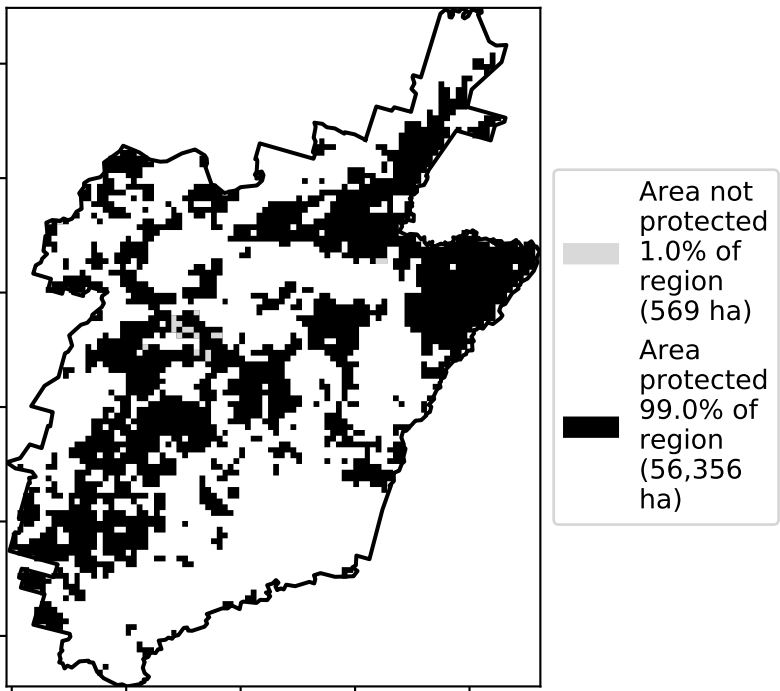 Area not
protected
1.0% of
region
(569 ha)
Area
protected
99.0% of
region
(56,356
ha)